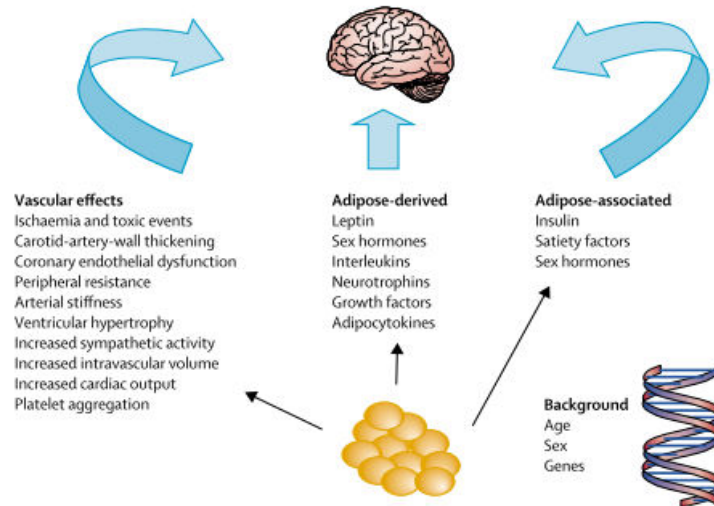 Vascular effects
Ischaemia and toxic events
Carotid-artery-wall thickening
Coronary endothelial dysfunction
Peripheral resistance
Arterial stiffness
Ventricular hypertrophy
Increased sympathetic activity
Increased intravascular volume
Increased cardiac output
Platelet aggregation
Adipose-derived
Leptin
Sex hormones
Interleukins
Neurotrophins
Growth factors
Adipocytokines
Adipose-associated
Insulin
Satiety factors
Sex hormones
Background
Age
Sex
Genes